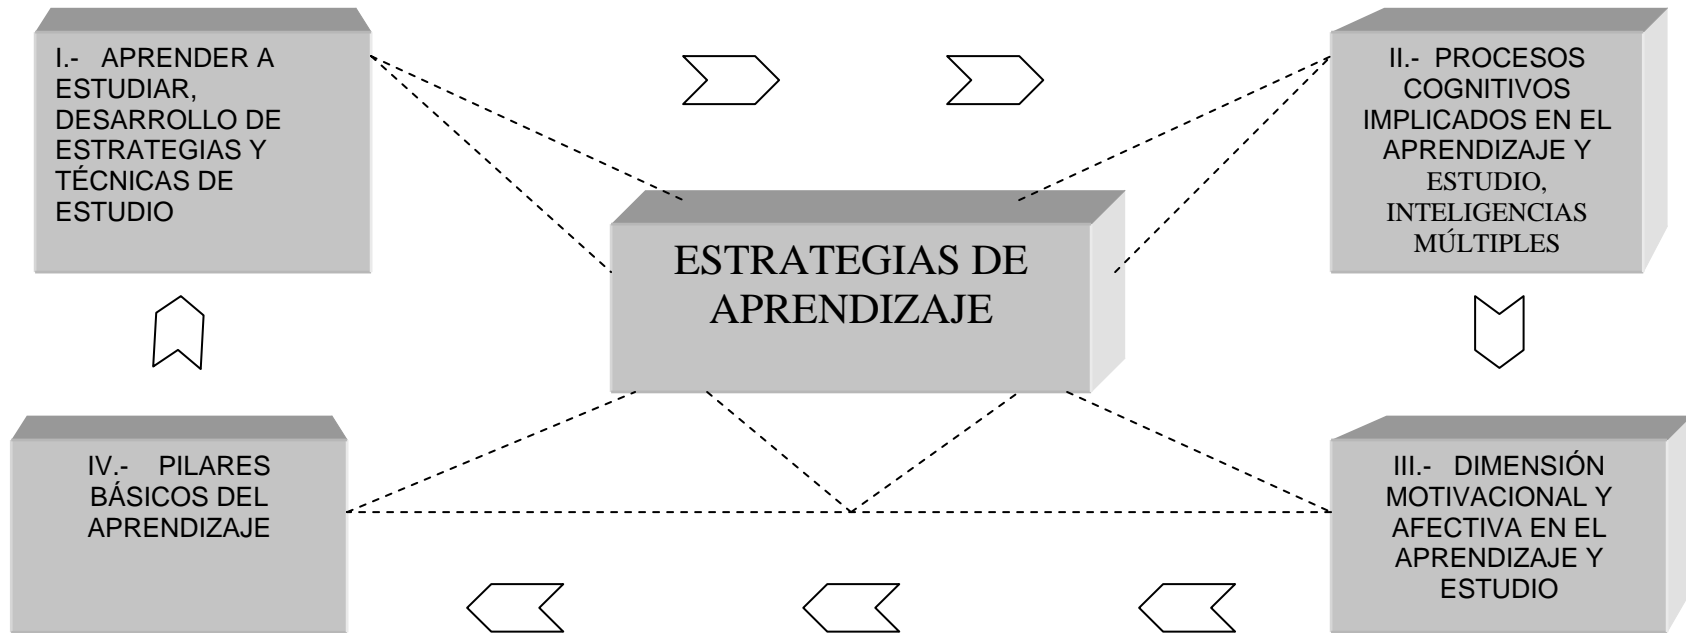 I.- APRENDER A
ESTUDIAR,
DESARROLLO DE
ESTRATEGIAS Y
TÉCNICAS DE
ESTUDIO
II.- PROCESOS
COGNITIVOS
IMPLICADOS EN EL
APRENDIZAJE Y
ESTUDIO,
INTELIGENCIAS
MÚLTIPLES
ESTRATEGIAS DE
APRENDIZAJE
IV.- PILARES
BÁSICOS DEL
APRENDIZAJE
III.- DIMENSIÓN
MOTIVACIONAL Y
AFECTIVA EN EL
APRENDIZAJE Y
ESTUDIO